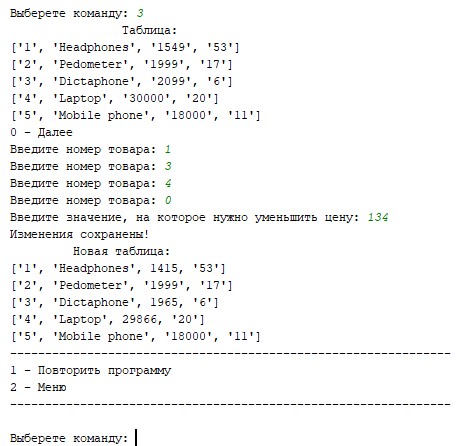 Выберете команду: 3
Таблица:
['1', 'Headphones', '1549', '53']
['2', 'Pedometer', '1999', '17']
['3', 'Dictaphone', '2099', '6']
['4', 'Laptop', '30000', '20']
['5', 'Mobile phone', '18000', '11']
0 - Далее
Введите номер товара: 1
Введите номер товара: 3
Введите номер товара: 4
Введите номер товара: 0
Введите значение, на которое нужно уменьшить цену: 134
Изменения сохранены!
Новая таблица:
['1', 'Headphones', 1415, '53']
['2', 'Pedometer', '1999', '17']
['3', 'Dictaphone', 1965, '6']
['4', 'Laptop', 29866, '20']
['5', 'Mobile phone', '18000', '11']
---------------------------------------------------------------
1 - Повторить программу
2 - Меню
---------------------------------------------------------------
Выберете команду: